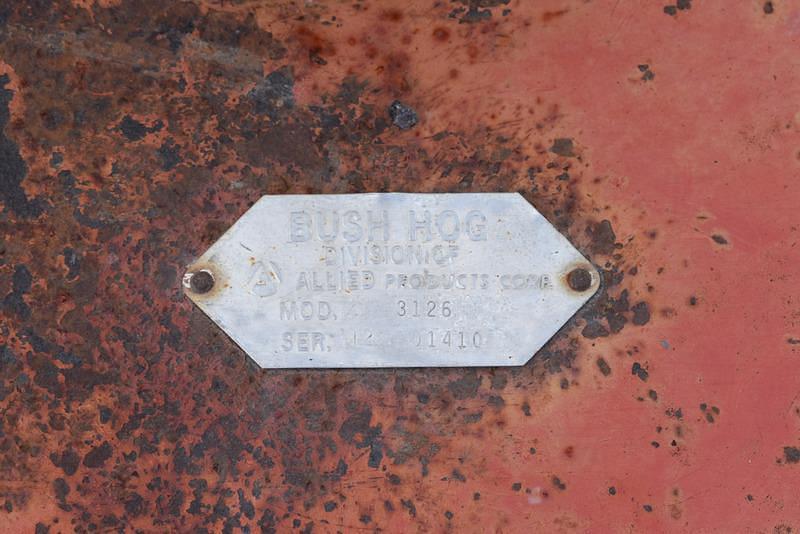 BUSH HOG
DIVISION OF
ALLIED PRODUCTS CORP.
MOD. 3126
SER. 01410